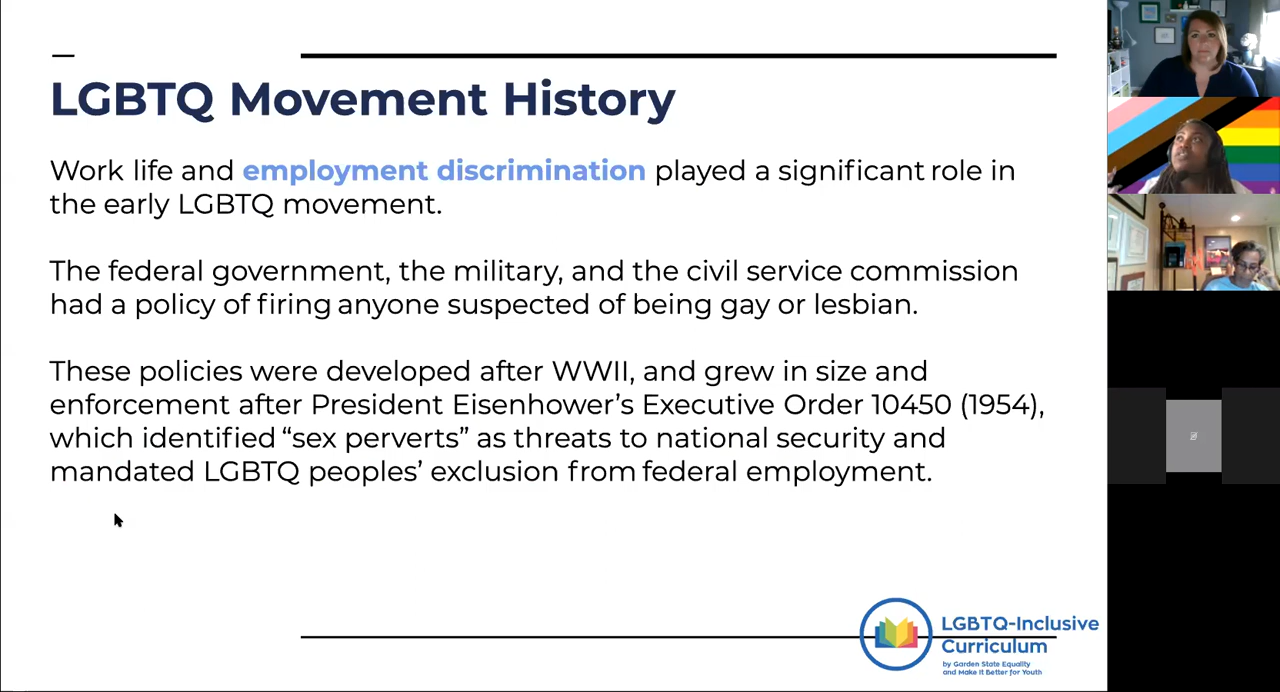 LGBTQ Movement History
Work life and employment discrimination played a significant role in
the early LGBTQ movement.
The federal government, the military, and the civil service commission
had a policy of firing anyone suspected of being gay or lesbian.
These policies were developed after WWII, and grew in size and
enforcement after President Eisenhower’s Executive Order 10450 (1954),
which identified “sex perverts” as threats to national security and
mandated LGBTQ peoples’ exclusion from federal employment.
LGBTQ-Inclusive
Curriculum
by Garden State Equality
and Make It Better for Youth